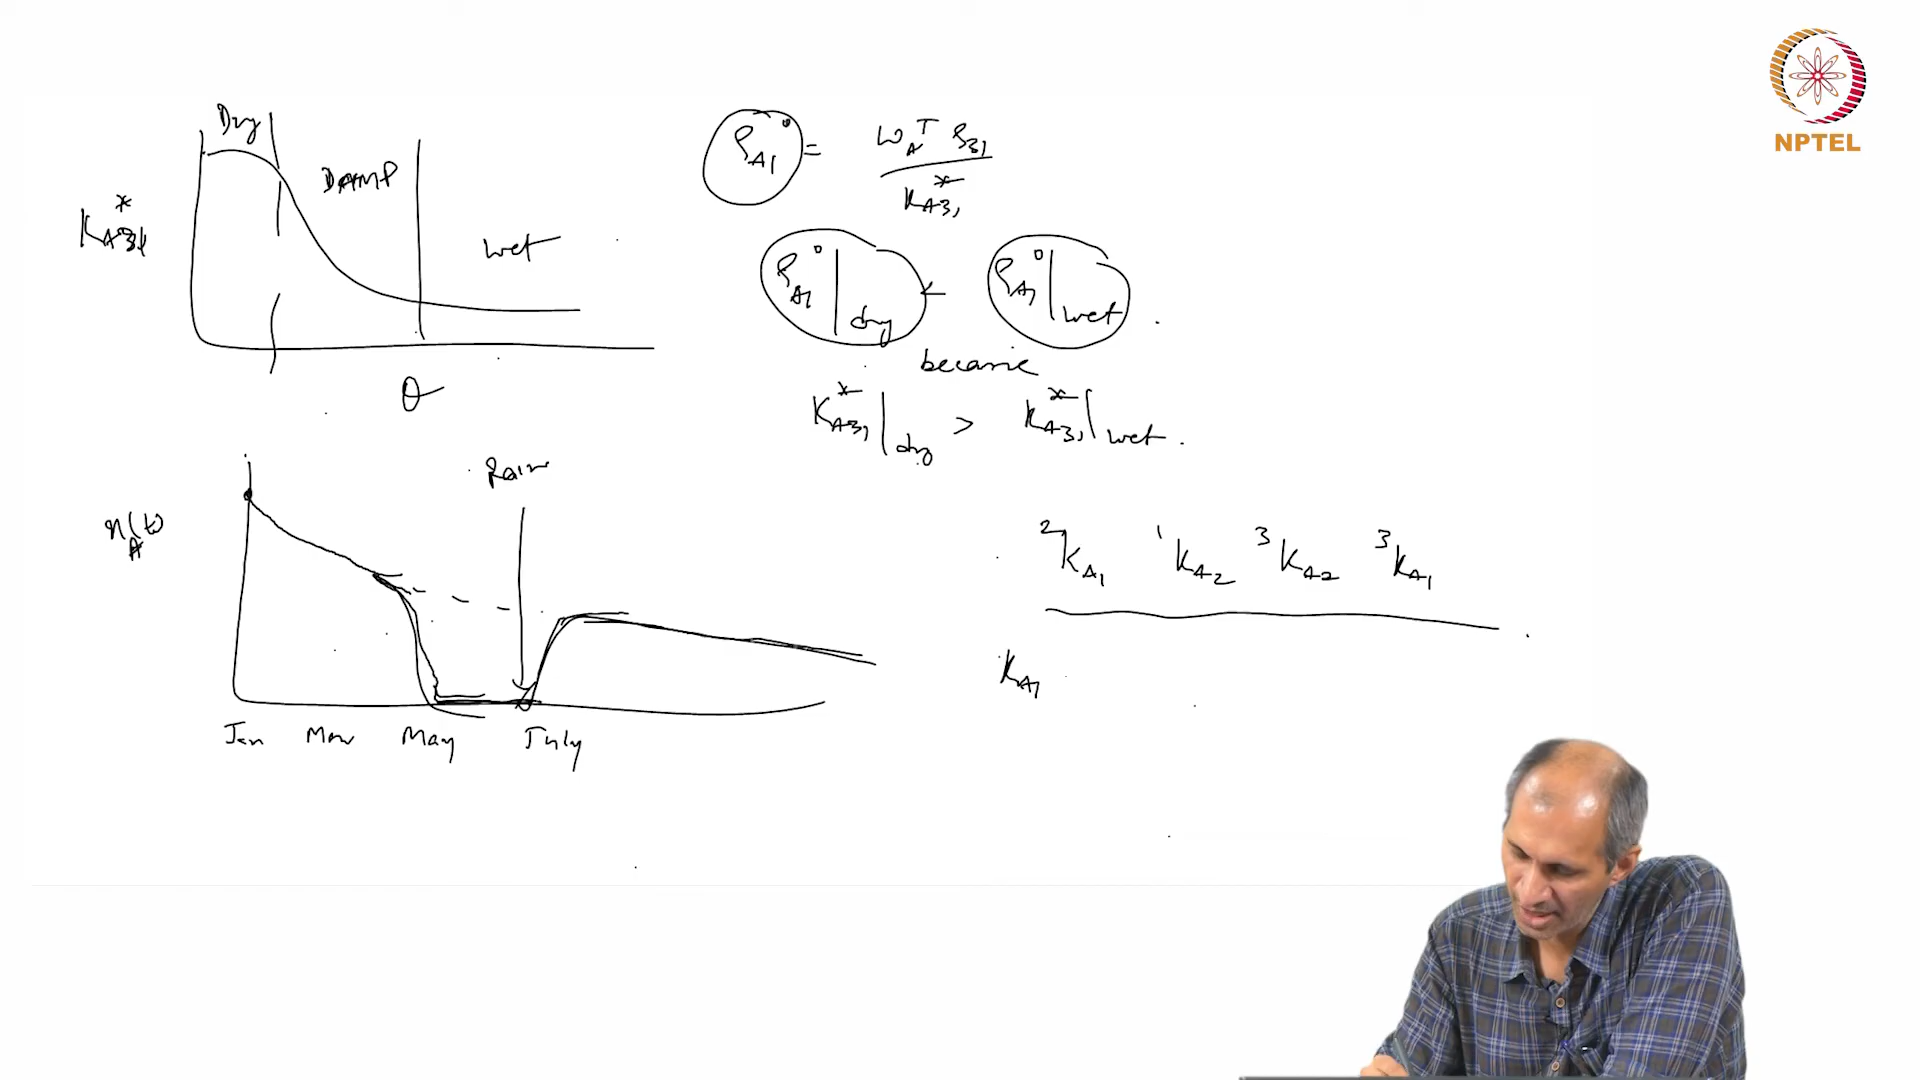 NPTEL
Dry
DAMP
wet
K*A31
θ
ρ°A1 = ωAᵀ ρ31 / K*A31
ρ°A1|dry < ρ°A1|wet .
because
K*A31|dry > K*A31|wet .
Rain
nA(t)
Jan Mar May July
²KA1 ¹KA2 ³KA2 ³KA1
KA1